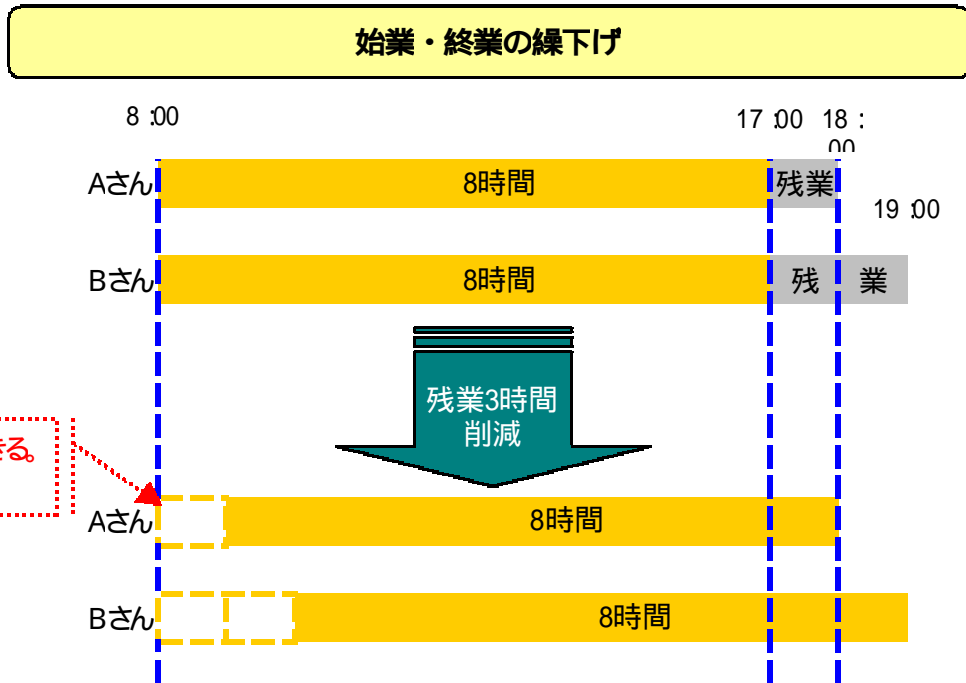 始業・終業の繰下げ
8:00
17:00 18:
00
Aさん 8時間 残業
19:00
Bさん 8時間 残 業
残業3時間
削減
きる。
Aさん 8時間
Bさん 8時間